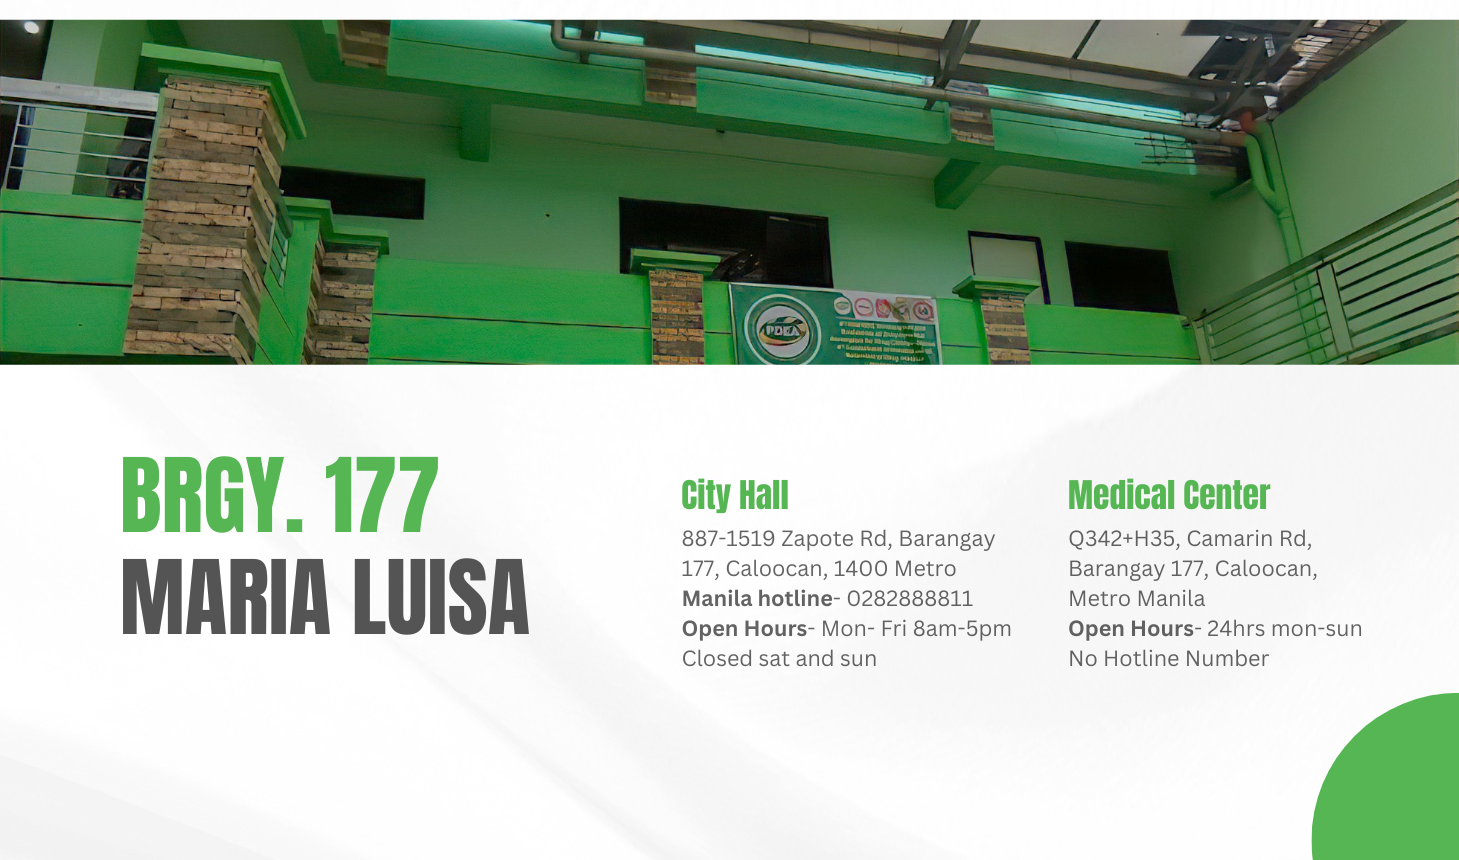 PDEA
BRGY. 177
MARIA LUISA
City Hall
887-1519 Zapote Rd, Barangay
177, Caloocan, 1400 Metro
Manila hotline- 0282888811
Open Hours- Mon- Fri 8am-5pm
Closed sat and sun
Medical Center
Q342+H35, Camarin Rd,
Barangay 177, Caloocan,
Metro Manila
Open Hours- 24hrs mon-sun
No Hotline Number